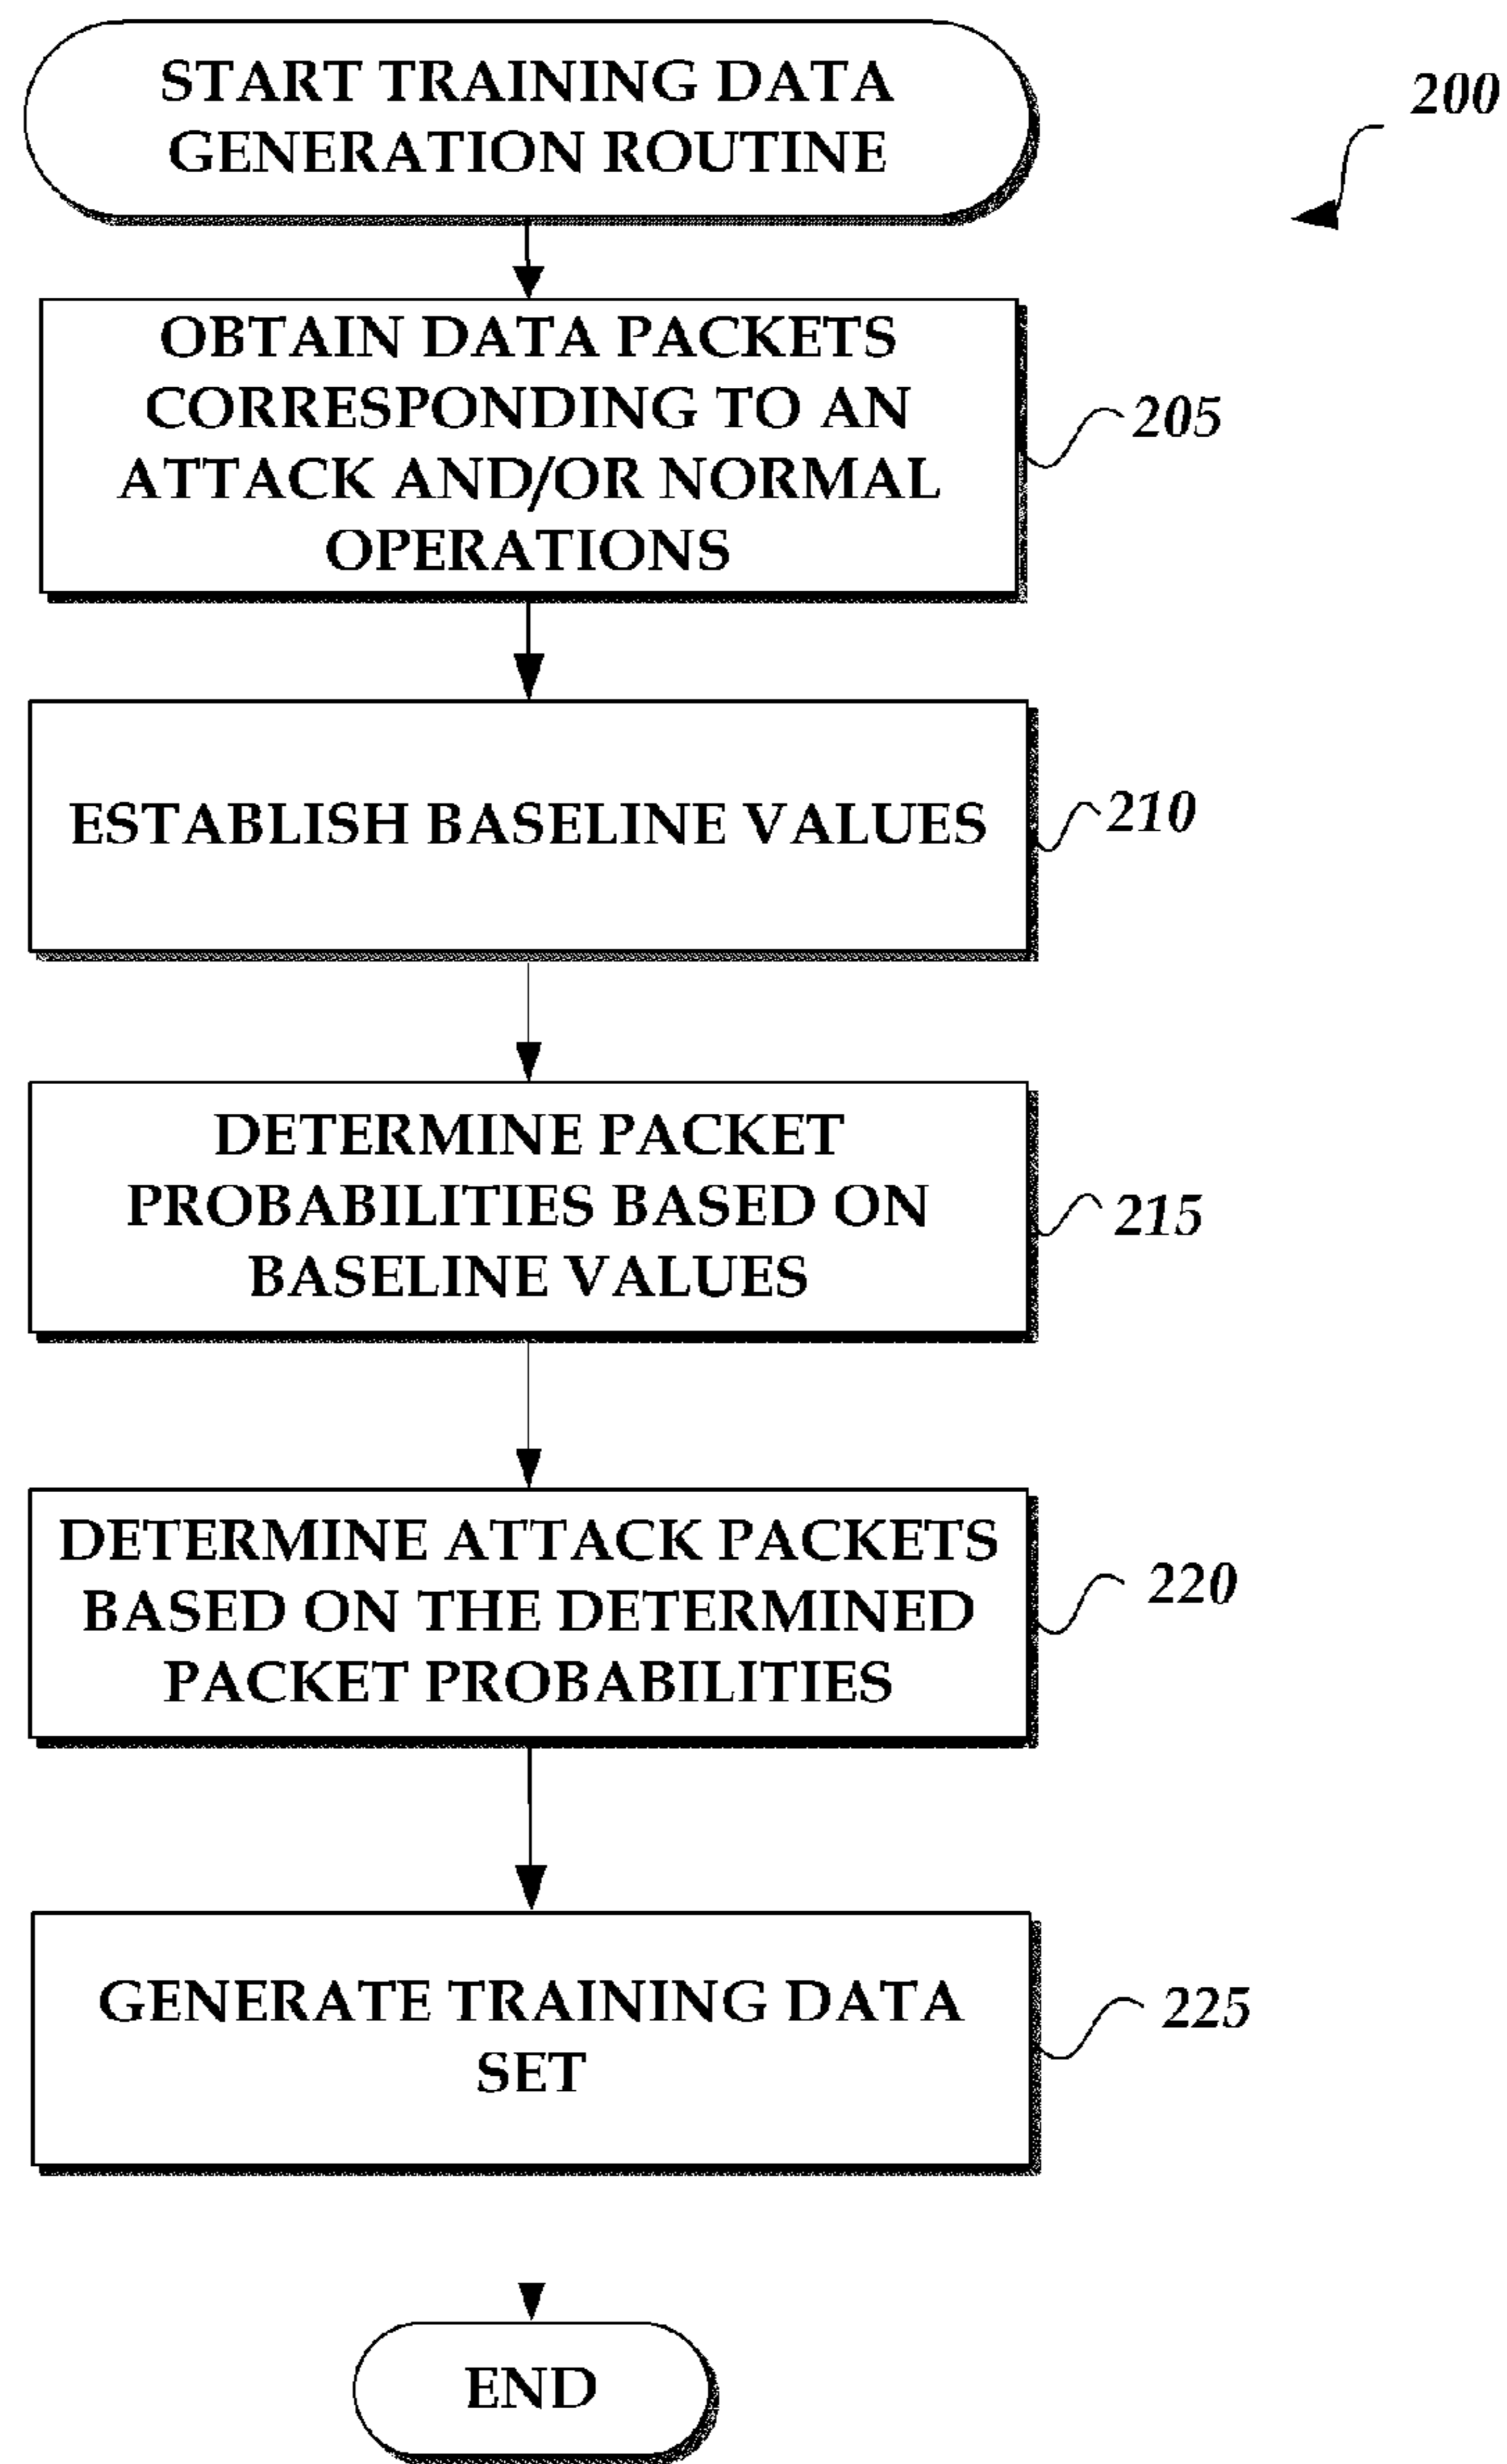 START TRAINING DATA
GENERATION ROUTINE
200
OBTAIN DATA PACKETS
CORRESPONDING TO AN
ATTACK AND/OR NORMAL
OPERATIONS
205
ESTABLISH BASELINE VALUES
210
DETERMINE PACKET
PROBABILITIES BASED ON
BASELINE VALUES
215
DETERMINE ATTACK PACKETS
BASED ON THE DETERMINED
PACKET PROBABILITIES
220
GENERATE TRAINING DATA
SET
225
END